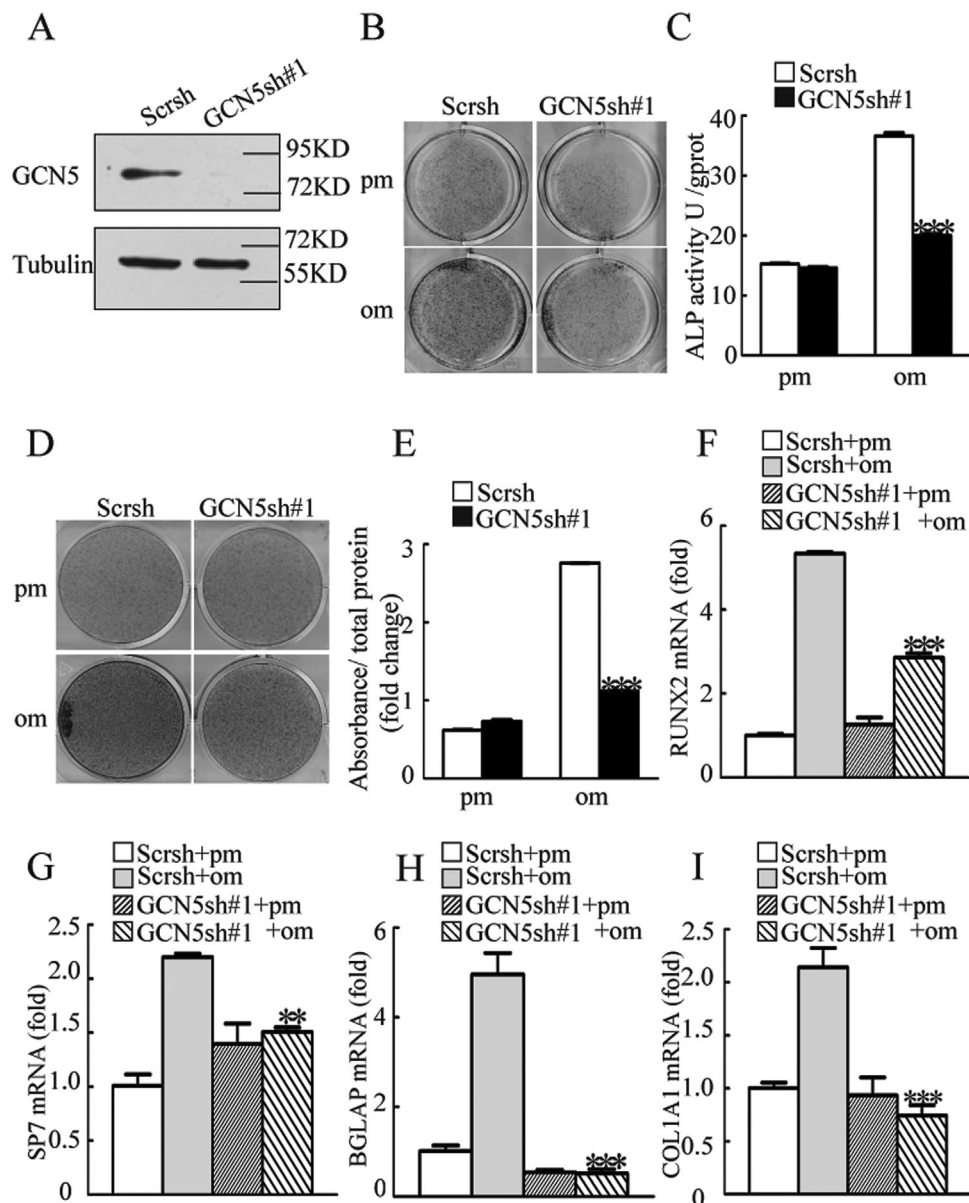 A
Scrsh
GCN5sh#1
GCN5
95KD
72KD
Tubulin
72KD
55KD
B
Scrsh
GCN5sh#1
pm
om
C
Scrsh
GCN5sh#1
ALP activity U /gprot
40
30
20
10
0
***
pm
om
D
Scrsh
GCN5sh#1
pm
om
E
Scrsh
GCN5sh#1
Absorbance/ total protein
(fold change)
3
2
1
0
***
pm
om
F
Scrsh+pm
Scrsh+om
GCN5sh#1+pm
GCN5sh#1 +om
RUNX2 mRNA (fold)
6
4
2
0
***
G
Scrsh+pm
Scrsh+om
GCN5sh#1+pm
GCN5sh#1 +om
SP7 mRNA (fold)
2.5
2.0
1.5
1.0
0.5
0
**
H
Scrsh+pm
Scrsh+om
GCN5sh#1+pm
GCN5sh#1 +om
BGLAP mRNA (fold)
6
4
2
0
***
I
Scrsh+pm
Scrsh+om
GCN5sh#1+pm
GCN5sh#1 +om
COL1A1 mRNA (fold)
2.5
2.0
1.5
1.0
0.5
0
***